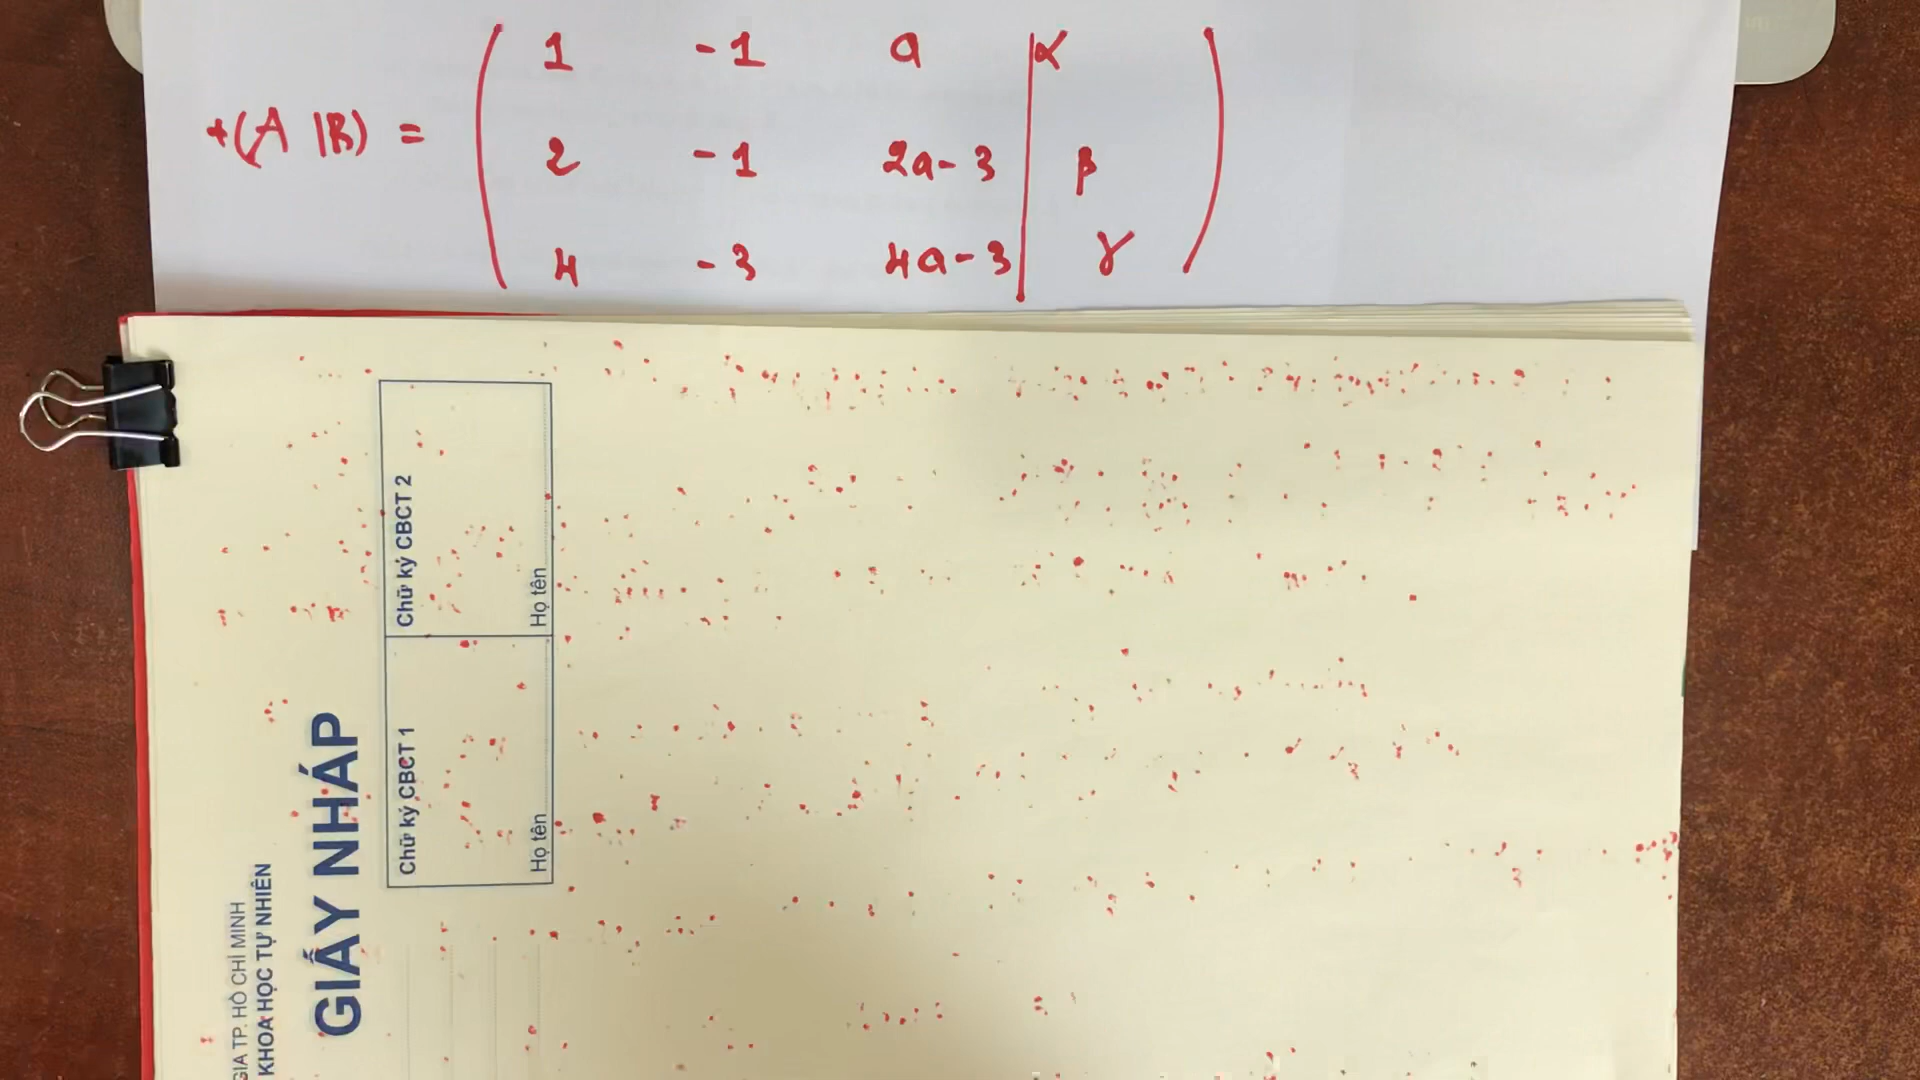 1 -1 a | α
+(A|B) =
2 -1 2a-3 | β
4 -3 4a-3 | γ
Chữ ký CBCT 2
Họ tên
Chữ ký CBCT 1
Họ tên
GIẤY NHÁP
GIA TP. HỒ CHÍ MINH
KHOA HỌC TỰ NHIÊN